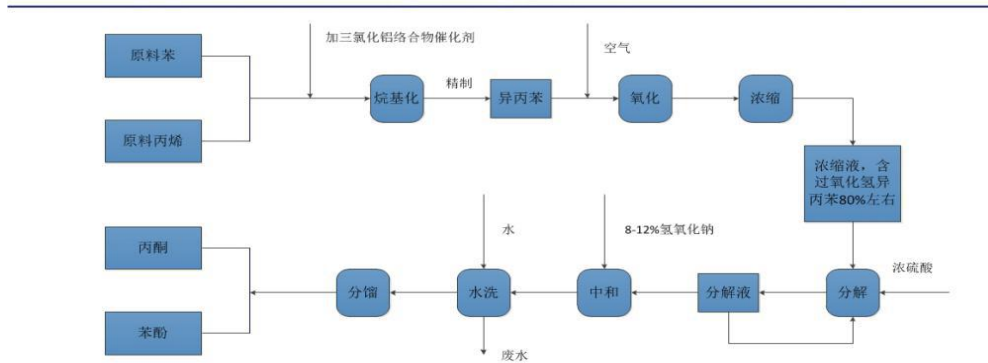 加三氯化铝络合物催化剂
空气
原料苯
精制
烷基化
异丙苯
氧化
浓缩
原料丙烯
浓缩液，含
过氧化氢异
丙苯80%左右
水
8-12%氢氧化钠
丙酮
浓硫酸
分馏
水洗
中和
分解液
分解
苯酚
废水